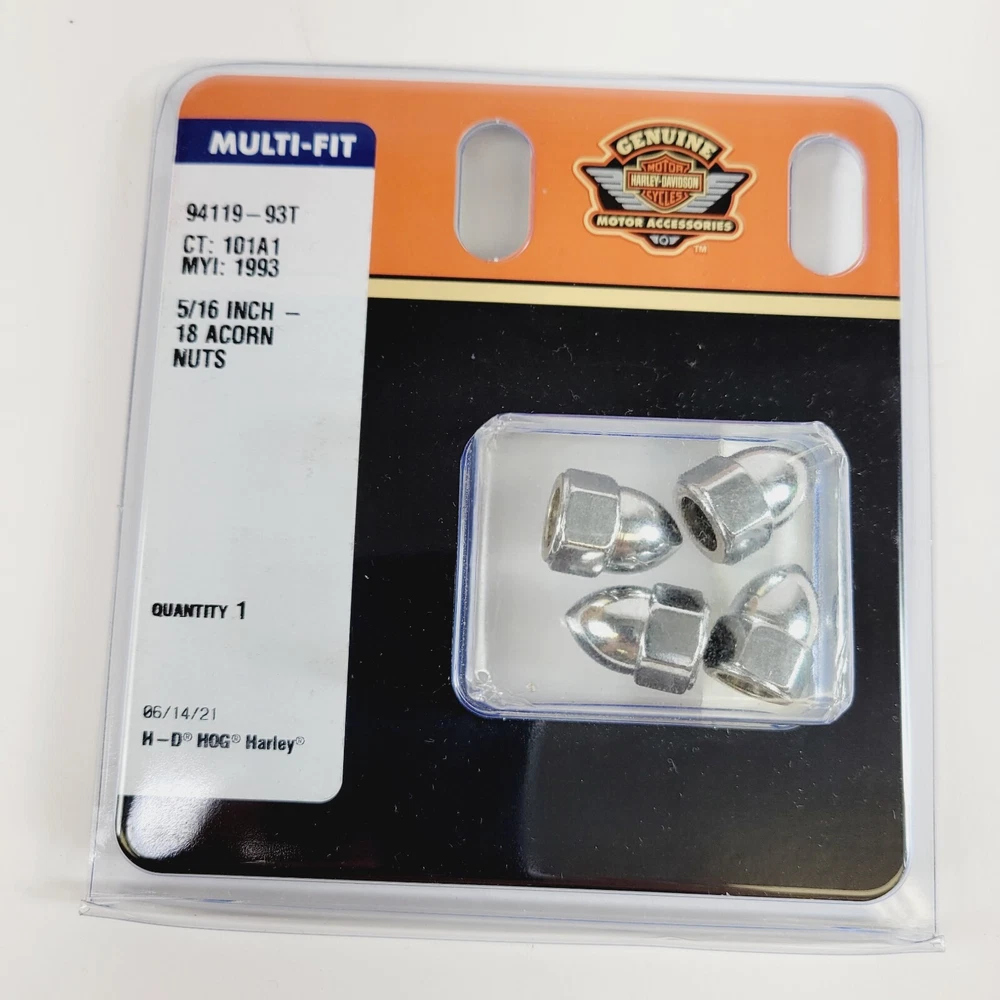 MULTI-FIT
94119-93T
CT: 101A1
MYI: 1993
5/16 INCH -
18 ACORN
NUTS
QUANTITY 1
06/14/21
H-D® HOG® Harley®
GENUINE
MOTOR
HARLEY-DAVIDSON
CYCLES
MOTOR ACCESSORIES
TM